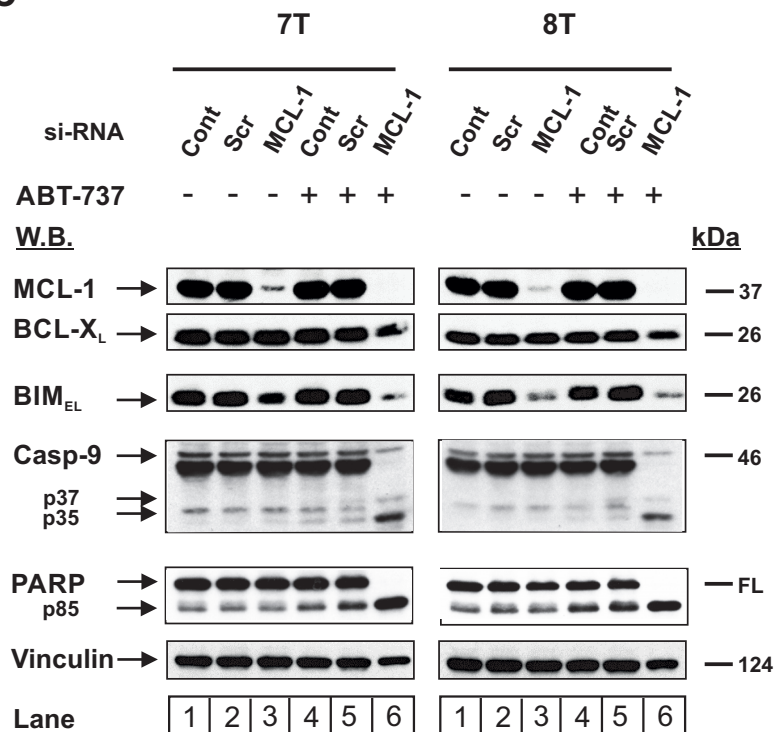 7T 8T
si-RNA Cont Scr MCL-1 Cont Scr MCL-1 Cont Scr MCL-1 Cont Scr MCL-1
ABT-737 - - - + + + - - - + + +
W.B. kDa
MCL-1 37
BCL-XL 26
BIMEL 26
Casp-9 46
p37
p35
PARP FL
p85
Vinculin 124
Lane 1 2 3 4 5 6 1 2 3 4 5 6